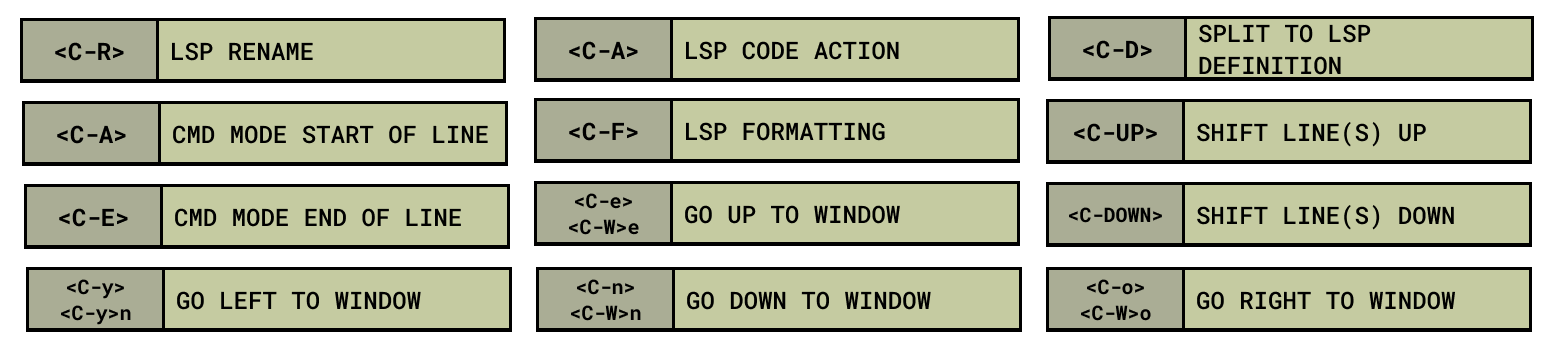 <C-R> LSP RENAME
<C-A> LSP CODE ACTION
<C-D> SPLIT TO LSP
DEFINITION
<C-A> CMD MODE START OF LINE
<C-F> LSP FORMATTING
<C-UP> SHIFT LINE(S) UP
<C-E> CMD MODE END OF LINE
<C-e>
<C-W>e
GO UP TO WINDOW
<C-DOWN> SHIFT LINE(S) DOWN
<C-y>
<C-y>n
GO LEFT TO WINDOW
<C-n>
<C-W>n
GO DOWN TO WINDOW
<C-o>
<C-W>o
GO RIGHT TO WINDOW